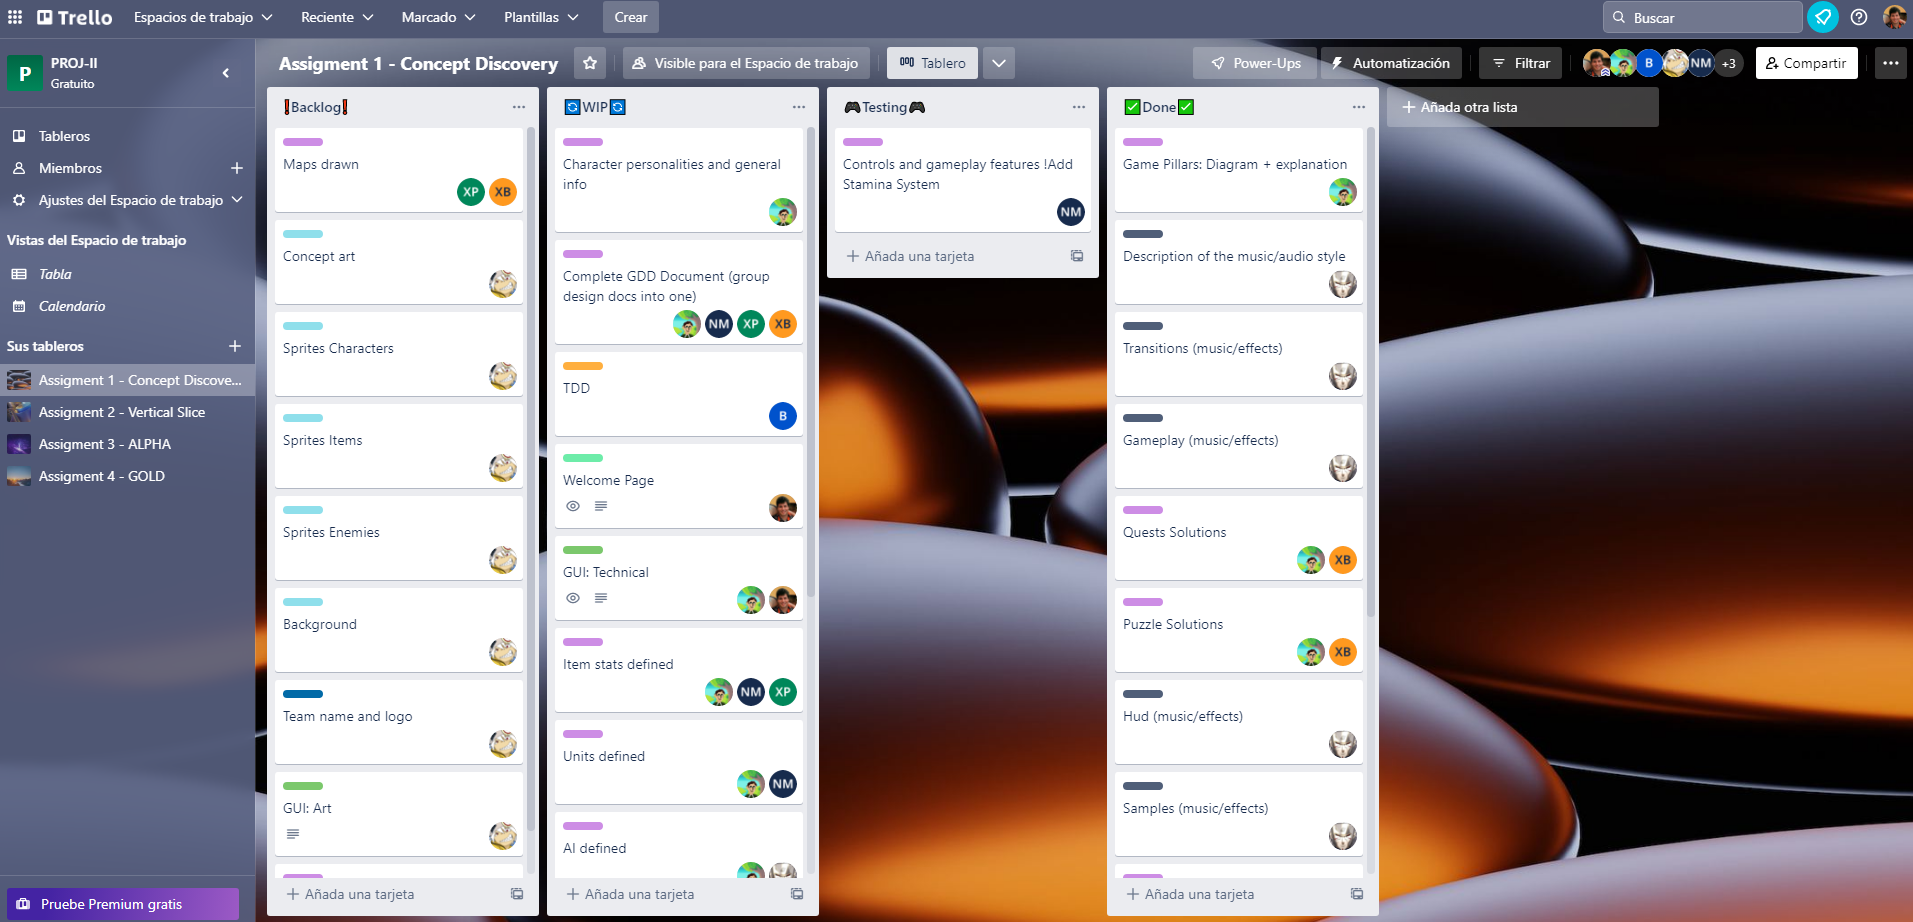 Trello
Espacios de trabajo
Reciente
Marcado
Plantillas
Crear
Buscar
P
PROJ-II
Gratuito
Tableros
Miembros
Ajustes del Espacio de trabajo
Vistas del Espacio de trabajo
Tabla
Calendario
Sus tableros
Assigment 1 - Concept Discove...
Assigment 2 - Vertical Slice
Assigment 3 - ALPHA
Assigment 4 - GOLD
Pruebe Premium gratis
Assigment 1 - Concept Discovery
Visible para el Espacio de trabajo
Tablero
Power-Ups
Automatización
Filtrar
B
NM
+3
Compartir
❗Backlog❗
Maps drawn
XP XB
Concept art
Sprites Characters
Sprites Items
Sprites Enemies
Background
Team name and logo
GUI: Art
Añada una tarjeta
🔄WIP🔄
Character personalities and general
info
Complete GDD Document (group
design docs into one)
NM XP XB
TDD
B
Welcome Page
GUI: Technical
Item stats defined
NM XP
Units defined
NM
AI defined
Añada una tarjeta
🎮Testing🎮
Controls and gameplay features !Add
Stamina System
NM
Añada una tarjeta
✅Done✅
Game Pillars: Diagram + explanation
Description of the music/audio style
Transitions (music/effects)
Gameplay (music/effects)
Quests Solutions
XB
Puzzle Solutions
XB
Hud (music/effects)
Samples (music/effects)
Añada una tarjeta
Añada otra lista